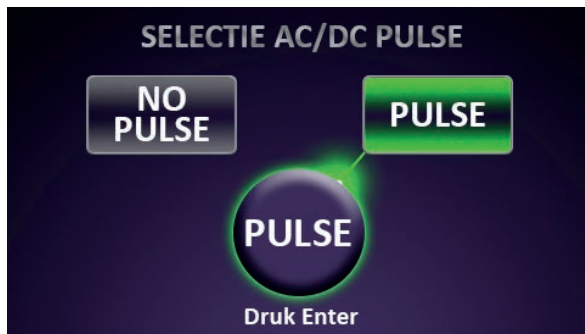 SELECTIE AC/DC PULSE
NO
PULSE
PULSE
PULSE
Druk Enter